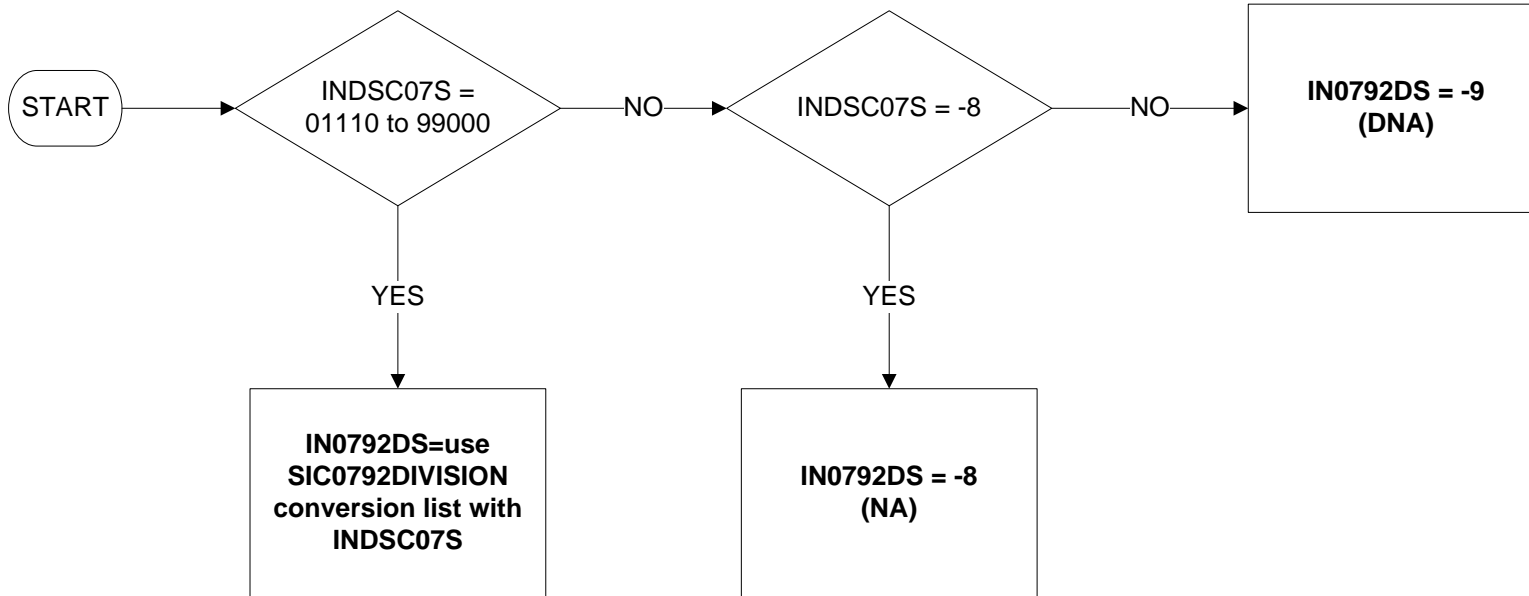 START
INDSC07S =
01110 to 99000
NO
INDSC07S = -8
NO
IN0792DS = -9
(DNA)
YES
YES
IN0792DS=use
SIC0792DIVISION
conversion list with
INDSC07S
IN0792DS = -8
(NA)